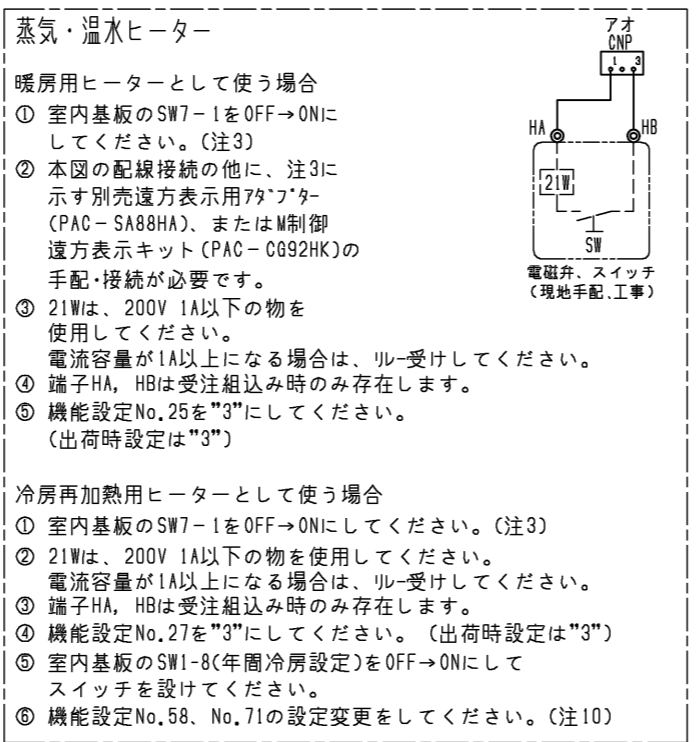 蒸気・温水ヒーター
暖房用ヒーターとして使う場合
① 室内基板のSW7-1をOFF→ONに
してください。(注3)
② 本図の配線接続の他に、注3に
示す別売遠方表示用ｱﾀﾞﾌﾟﾀｰ
(PAC-SA88HA)、またはM制御
遠方表示キット(PAC-CG92HK)の
手配・接続が必要です。
③ 21Wは、200V 1A以下の物を
使用してください。
電流容量が1A以上になる場合は、ﾘﾚｰ受けしてください。
④ 端子HA, HBは受注組込み時のみ存在します。
⑤ 機能設定No.25を"3"にしてください。
(出荷時設定は"3")
アオ
CNP
1 3
HA HB
21W
SW
電磁弁、スイッチ
(現地手配、工事)
冷房再加熱用ヒーターとして使う場合
① 室内基板のSW7-1をOFF→ONにしてください。(注3)
② 21Wは、200V 1A以下の物を使用してください。
電流容量が1A以上になる場合は、ﾘﾚｰ受けしてください。
③ 端子HA, HBは受注組込み時のみ存在します。
④ 機能設定No.27を"3"にしてください。 (出荷時設定は"3")
⑤ 室内基板のSW1-8(年間冷房設定)をOFF→ONにして
スイッチを設けてください。
⑥ 機能設定No.58、No.71の設定変更をしてください。(注10)